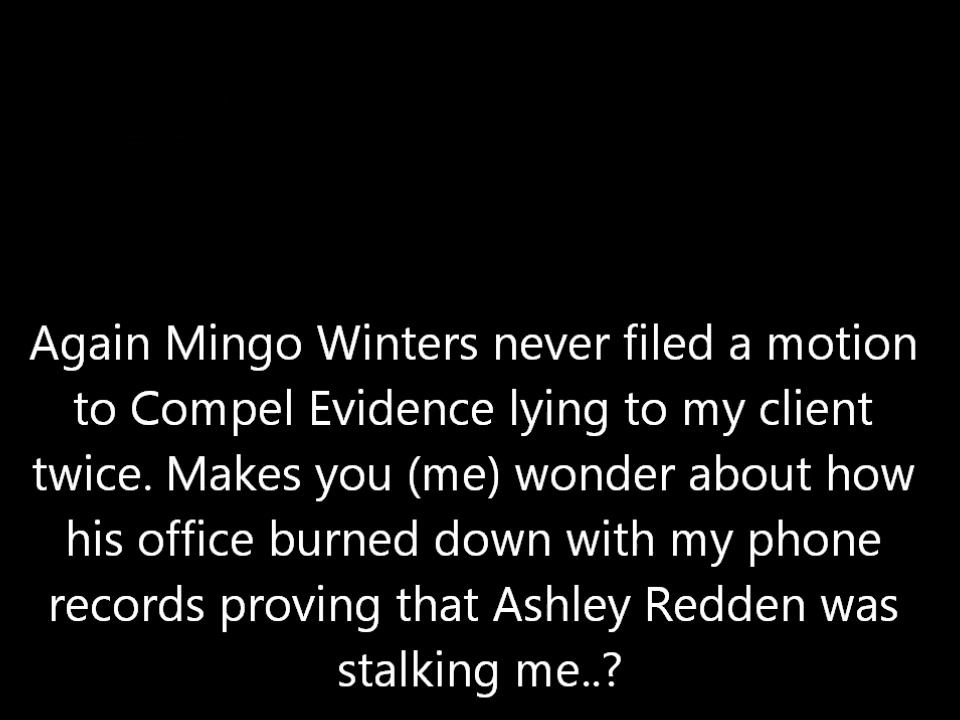 Again Mingo Winters never filed a motion
to Compel Evidence lying to my client
twice. Makes you (me) wonder about how
his office burned down with my phone
records proving that Ashley Redden was
stalking me..?